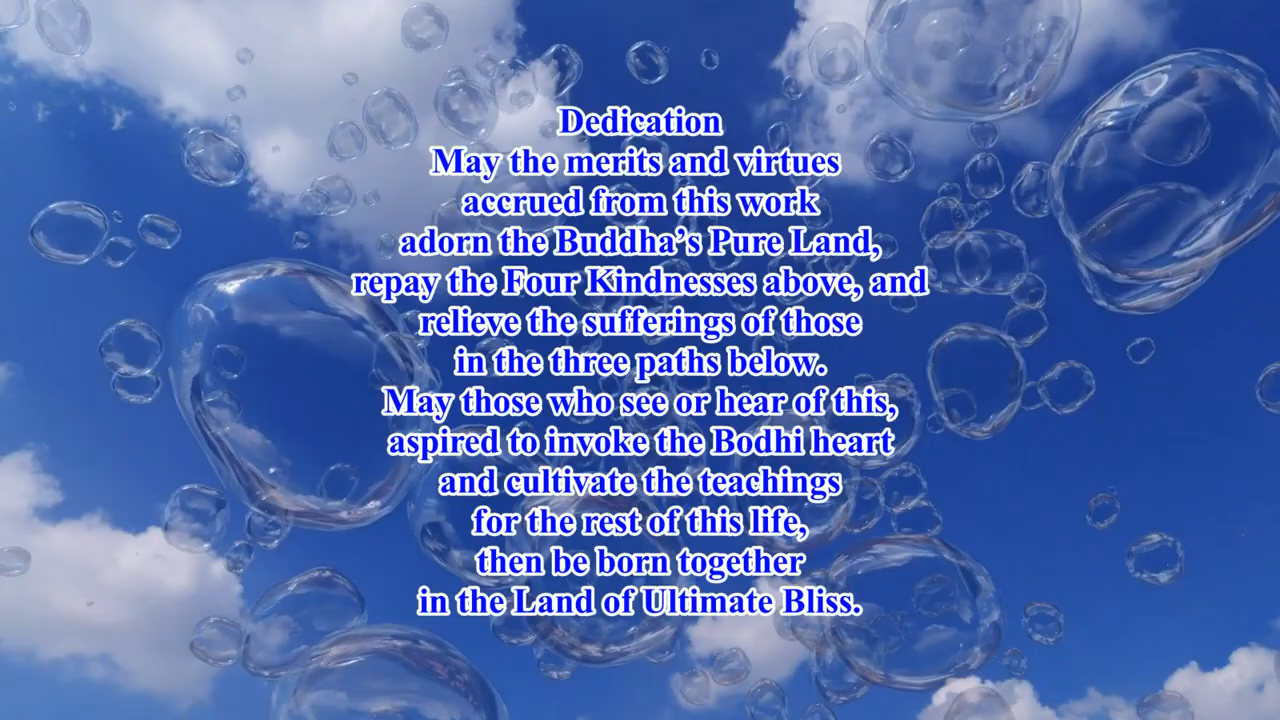 Dedication
May the merits and virtues
accrued from this work
adorn the Buddha’s Pure Land,
repay the Four Kindnesses above, and
relieve the sufferings of those
in the three paths below.
May those who see or hear of this,
aspired to invoke the Bodhi heart
and cultivate the teachings
for the rest of this life,
then be born together
in the Land of Ultimate Bliss.